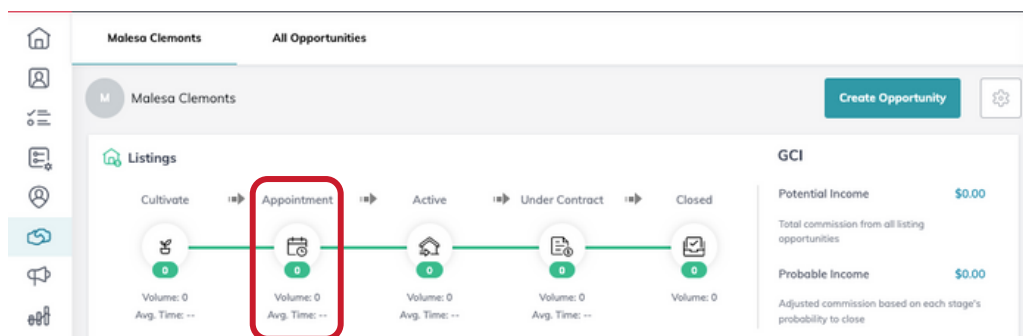 Malesa Clemonts All Opportunities
M Malesa Clemonts Create Opportunity
Listings
Cultivate Appointment Active Under Contract Closed
0 0 0 0 0
Volume: 0 Volume: 0 Volume: 0 Volume: 0 Volume: 0
Avg. Time: -- Avg. Time: -- Avg. Time: -- Avg. Time: --
GCI
Potential Income $0.00
Total commission from all listing
opportunities
Probable Income $0.00
Adjusted commission based on each stage's
probability to close